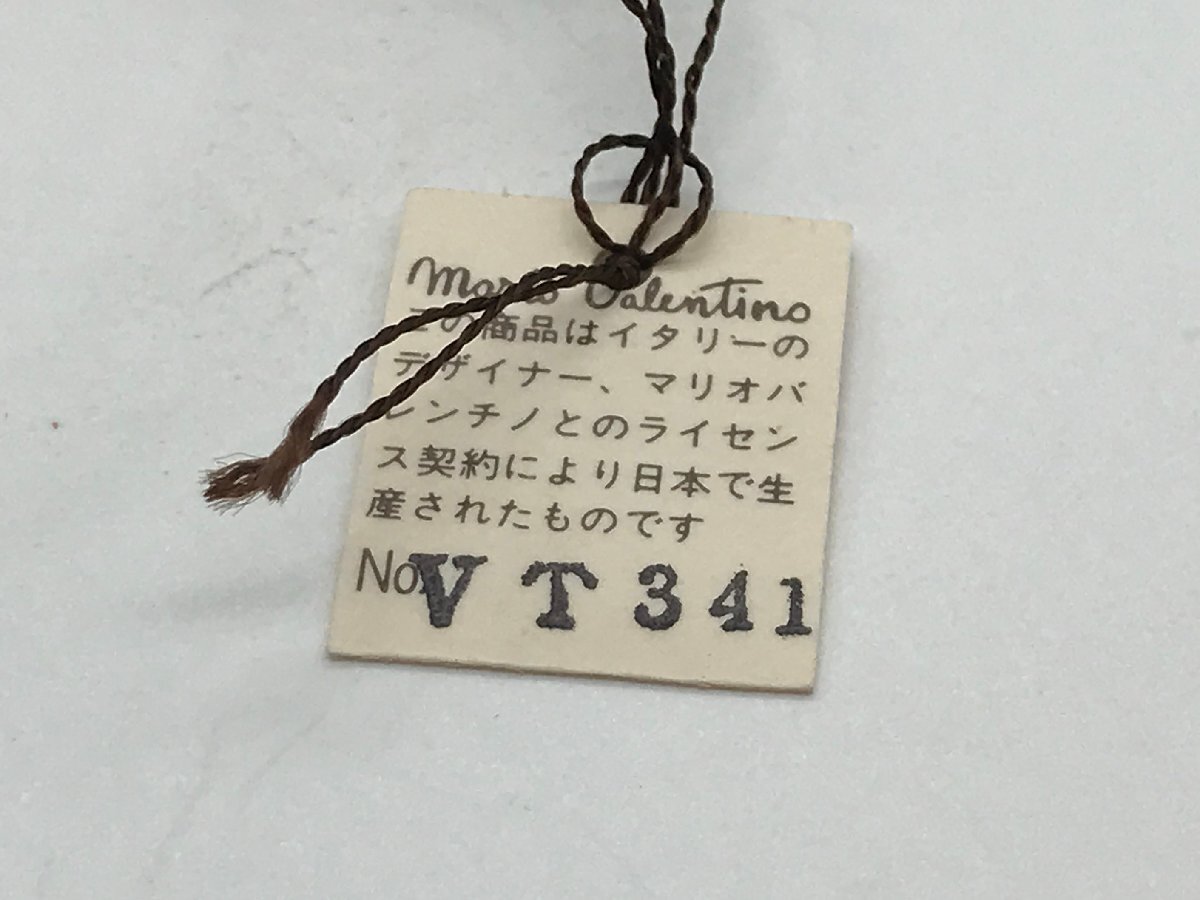 Mario Valentino
この商品はイタリーの
デザイナー、マリオバ
レンチノとのライセン
ス契約により日本で生
産されたものです
No. VT341